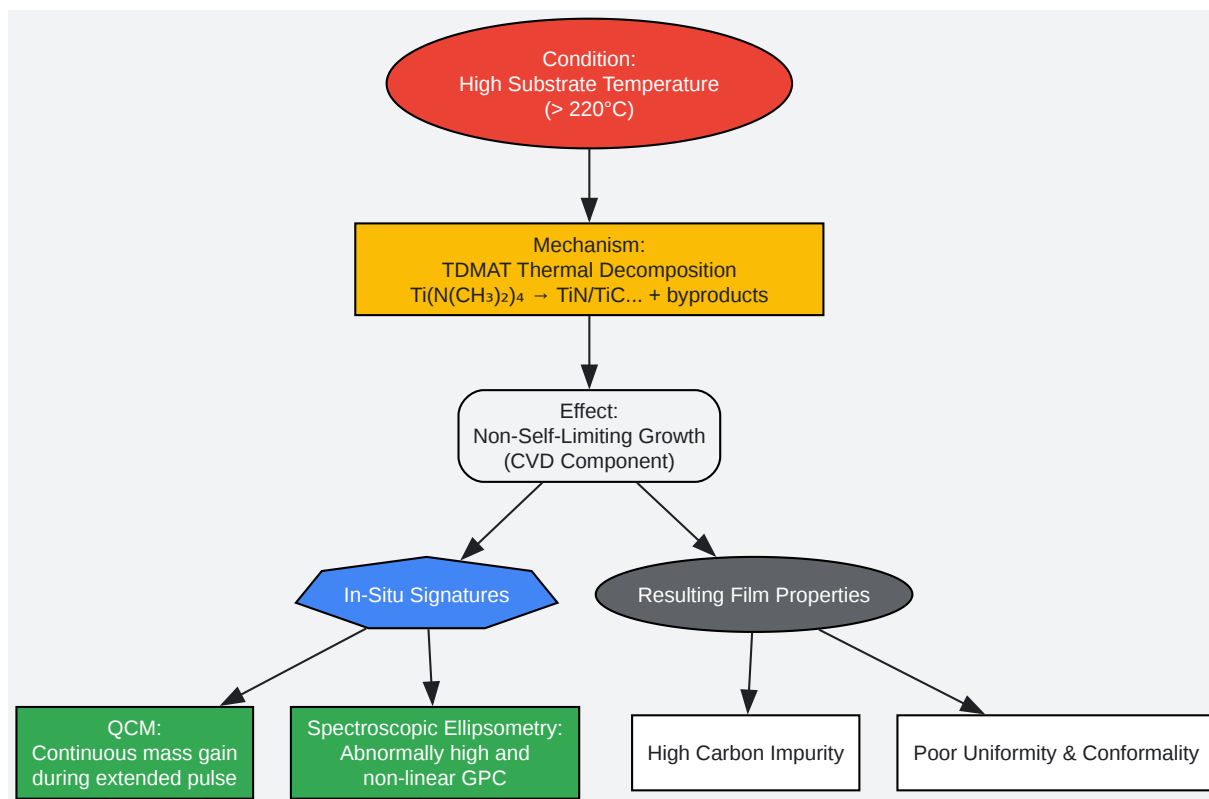 Condition:
High Substrate Temperature
(> 220°C)
Mechanism:
TDMAT Thermal Decomposition
Ti(N(CH₃)₂)₄ → TiN/TiC... + byproducts
Effect:
Non-Self-Limiting Growth
(CVD Component)
In-Situ Signatures
Resulting Film Properties
QCM:
Continuous mass gain
during extended pulse
Spectroscopic Ellipsometry:
Abnormally high and
non-linear GPC
High Carbon Impurity
Poor Uniformity & Conformality